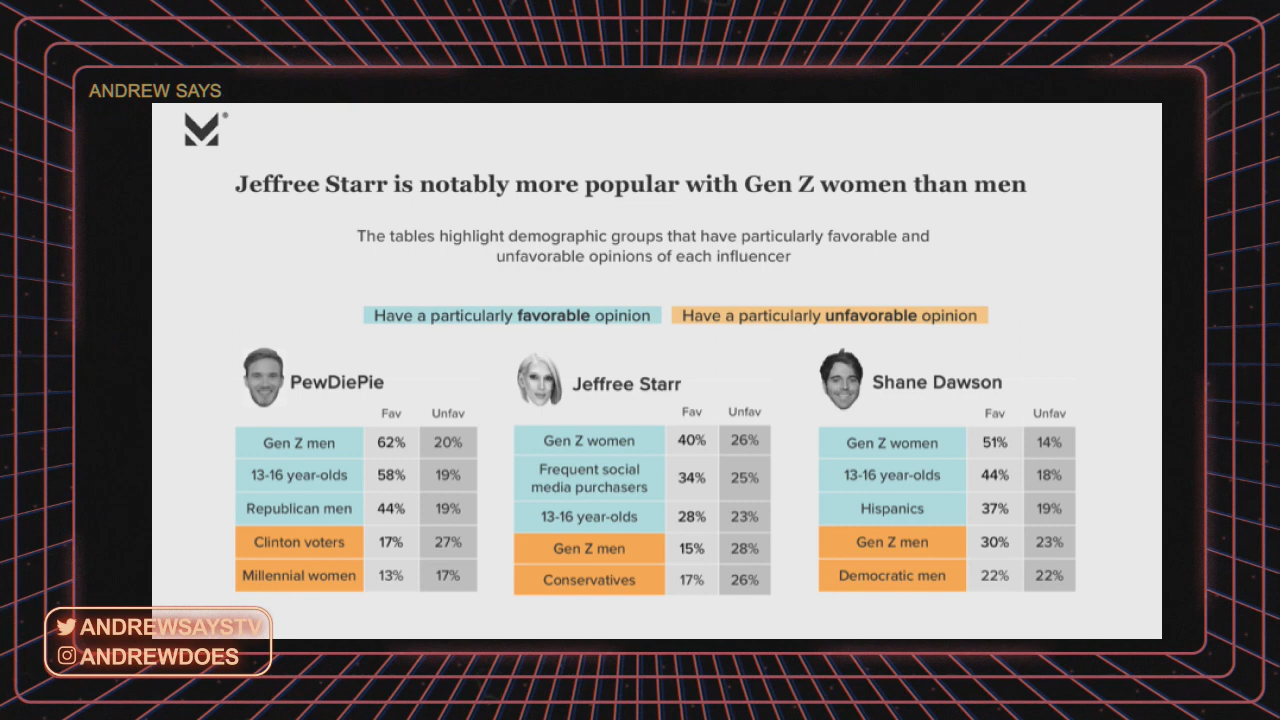 ANDREW SAYS
Jeffree Starr is notably more popular with Gen Z women than men
The tables highlight demographic groups that have particularly favorable and
unfavorable opinions of each influencer
Have a particularly favorable opinion
Have a particularly unfavorable opinion
PewDiePie
Fav Unfav
Gen Z men 62% 20%
13-16 year-olds 58% 19%
Republican men 44% 19%
Clinton voters 17% 27%
Millennial women 13% 17%
Jeffree Starr
Fav Unfav
Gen Z women 40% 26%
Frequent social
media purchasers 34% 25%
13-16 year-olds 28% 23%
Gen Z men 15% 28%
Conservatives 17% 26%
Shane Dawson
Fav Unfav
Gen Z women 51% 14%
13-16 year-olds 44% 18%
Hispanics 37% 19%
Gen Z men 30% 23%
Democratic men 22% 22%
ANDREWSAYSTV
ANDREWDOES